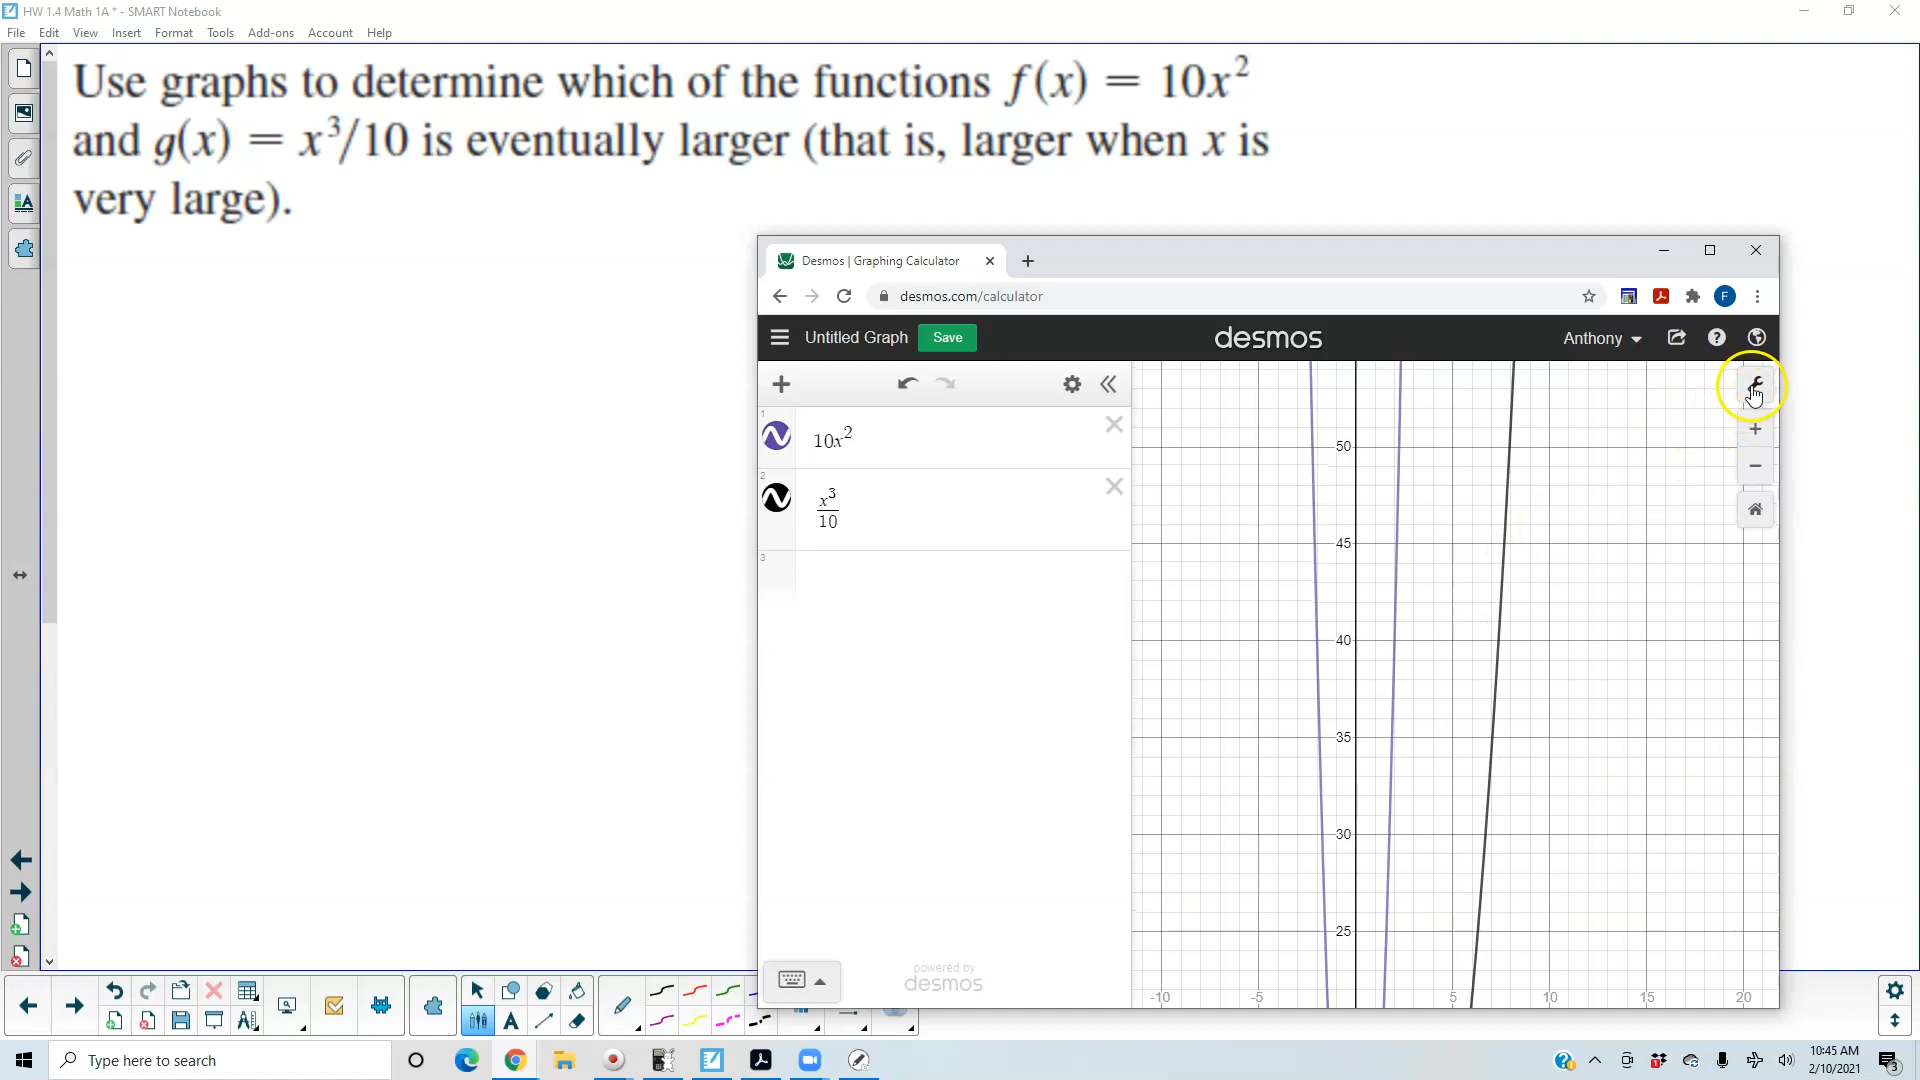 HW 1.4 Math 1A * - SMART Notebook
File Edit View Insert Format Tools Add-ons Account Help
Use graphs to determine which of the functions f(x) = 10x²
and g(x) = x³/10 is eventually larger (that is, larger when x is
very large).
Desmos | Graphing Calculator
desmos.com/calculator
F
Untitled Graph Save desmos Anthony
1
10x²
2
x³
10
3
50
45
40
35
30
25
-10 -5 5 10 15 20
powered by
desmos
A
Type here to search
10:45 AM
2/10/2021
3